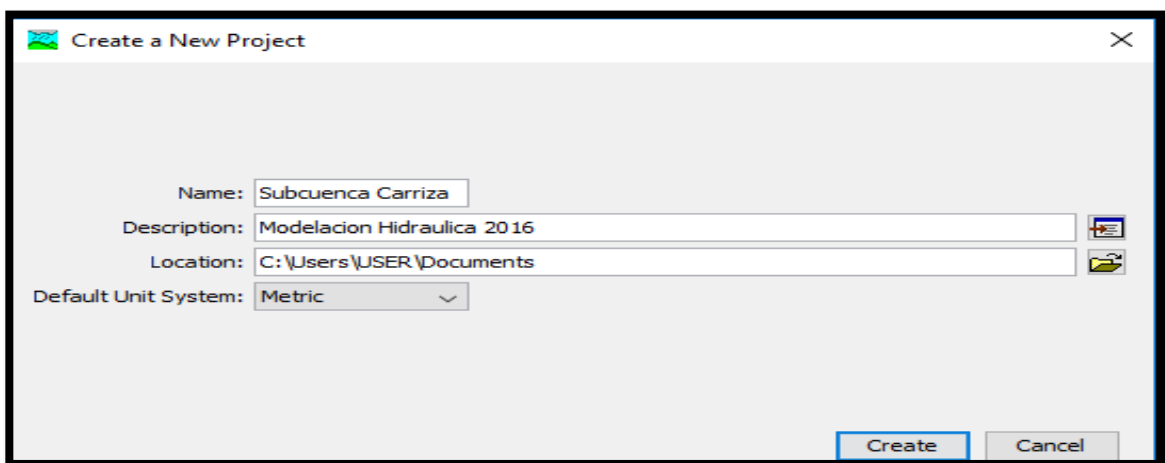 Create a New Project
Name: Subcuenca Carriza
Description: Modelacion Hidraulica 2016
Location: C:\Users\USER\Documents
Default Unit System: Metric
Create Cancel